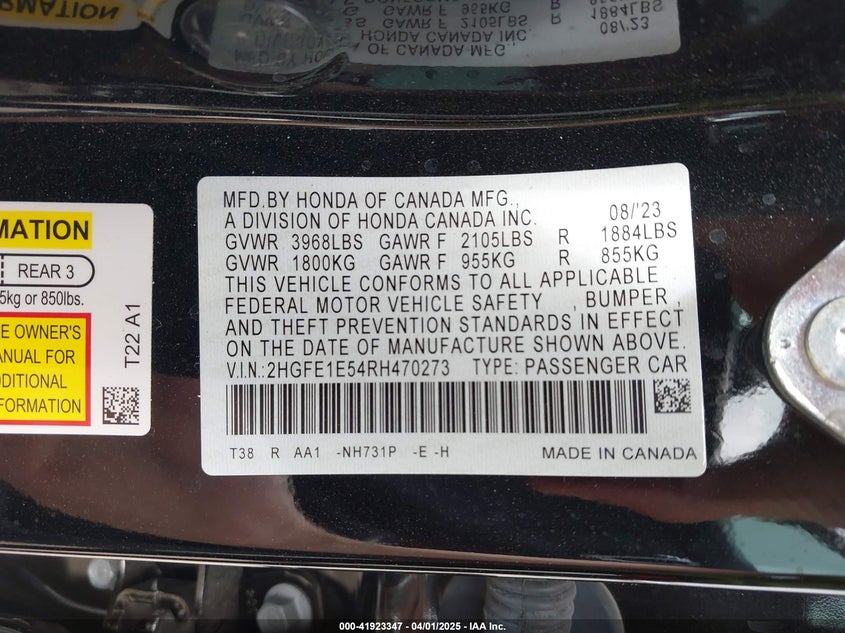 MATION
REAR 3
5kg or 850lbs.
E OWNER'S
ANUAL FOR
DDITIONAL
FORMATION
T22 A1
MFD.BY HONDA OF CANADA MFG.,
A DIVISION OF HONDA CANADA INC. 08/'23
GVWR 3968LBS GAWR F 2105LBS R 1884LBS
GVWR 1800KG GAWR F 955KG R 855KG
THIS VEHICLE CONFORMS TO ALL APPLICABLE
FEDERAL MOTOR VEHICLE SAFETY , BUMPER ,
AND THEFT PREVENTION STANDARDS IN EFFECT
ON THE DATE OF MANUFACTURE SHOWN ABOVE.
V.I.N.:2HGFE1E54RH470273 TYPE: PASSENGER CAR
T38 R AA1 -NH731P -E -H MADE IN CANADA
000-41923347 - 04/01/2025 - IAA Inc.